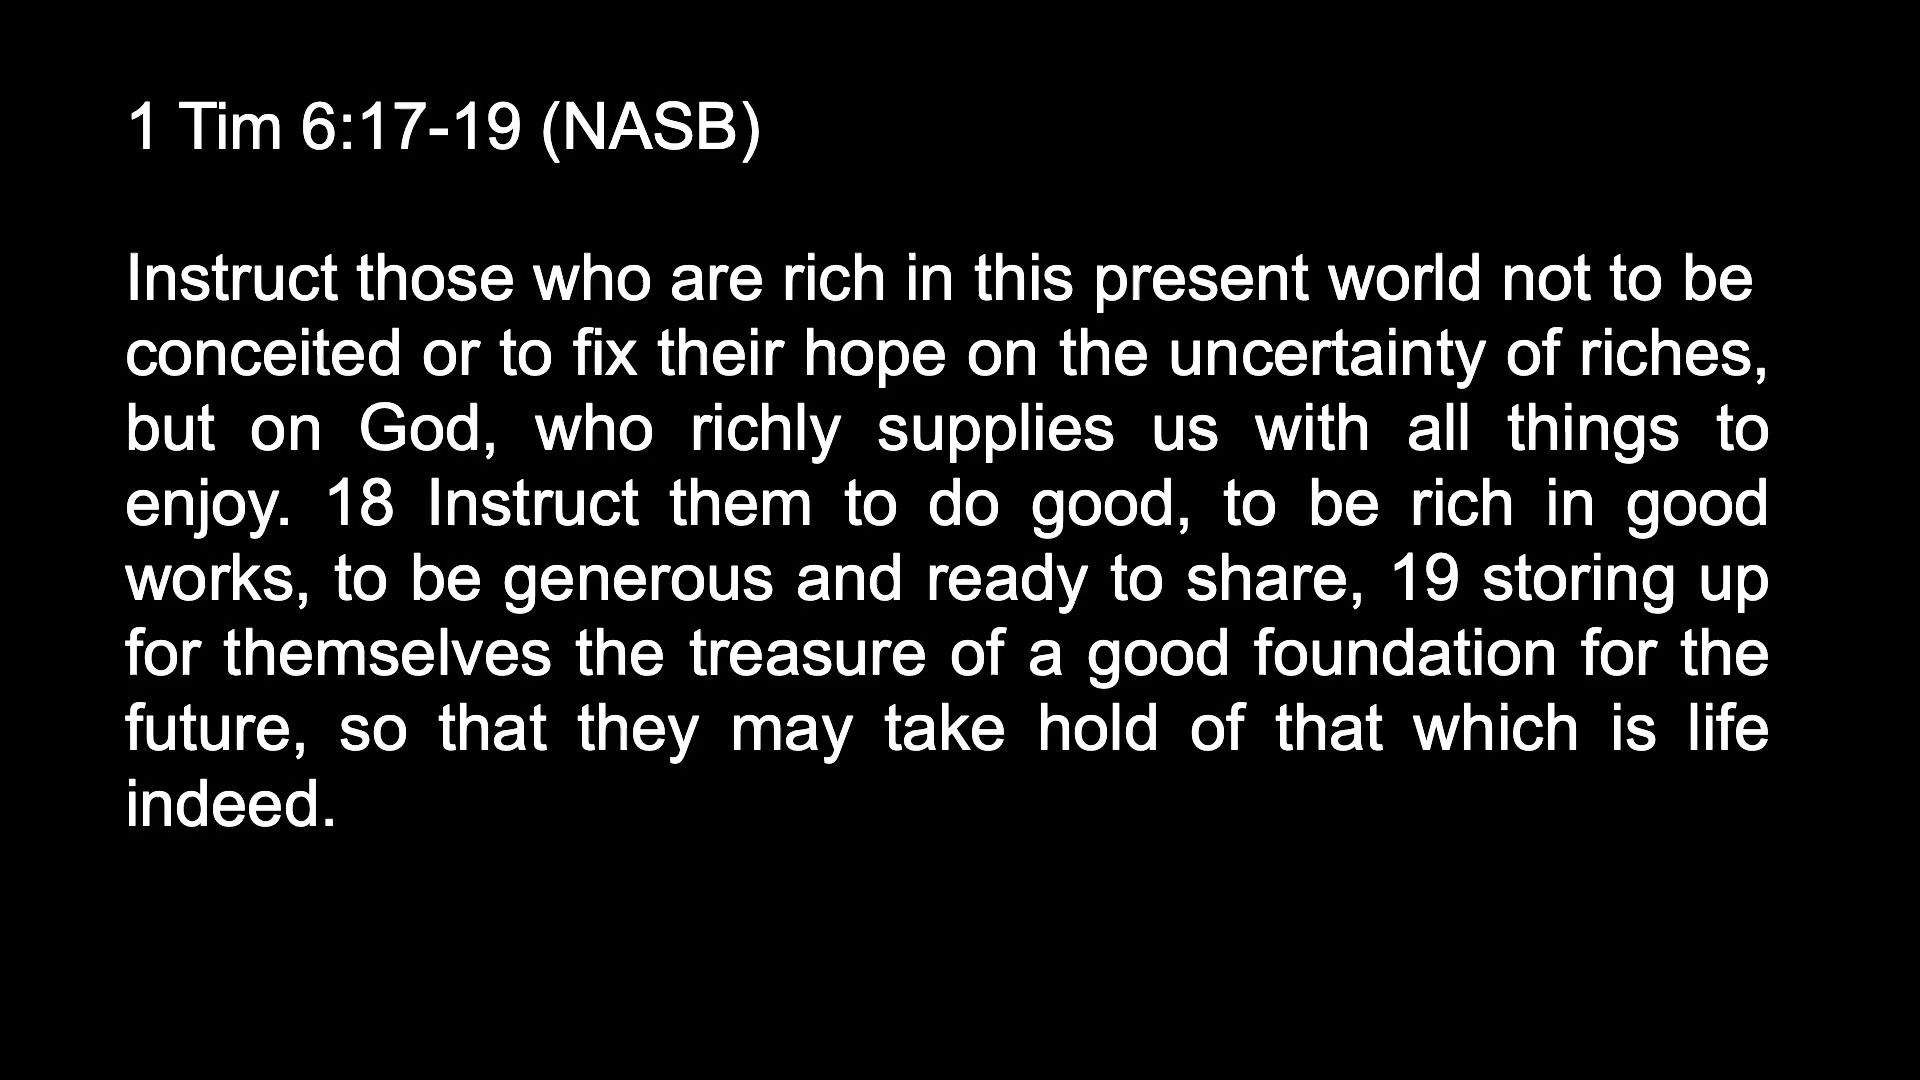 1 Tim 6:17-19 (NASB)
Instruct those who are rich in this present world not to be
conceited or to fix their hope on the uncertainty of riches,
but on God, who richly supplies us with all things to
enjoy. 18 Instruct them to do good, to be rich in good
works, to be generous and ready to share, 19 storing up
for themselves the treasure of a good foundation for the
future, so that they may take hold of that which is life
indeed.